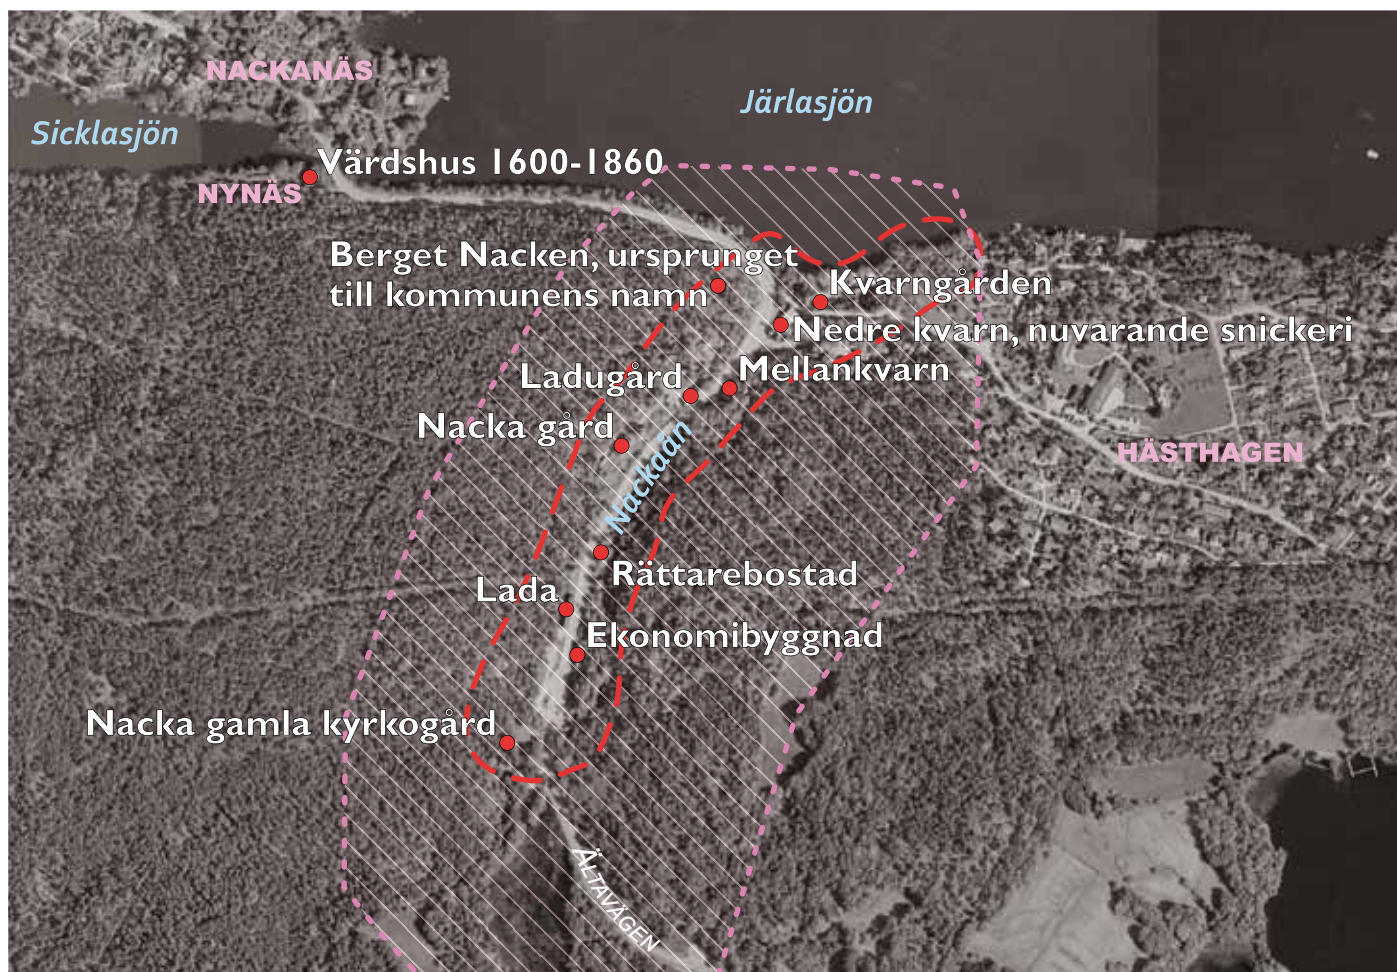 NACKANÄS
Järlasjön
Sicklasjön
Värdshus 1600-1860
NYNÄS
Berget Nacken, ursprunget
till kommunens namn
Kvarngården
Nedre kvarn, nuvarande snickeri
Mellankvarn
Ladugård
Nacka gård
Nackaån
HÄSTHAGEN
Rättarebostad
Lada
Ekonomibyggnad
Nacka gamla kyrkogård
ÄLTAVÄGEN